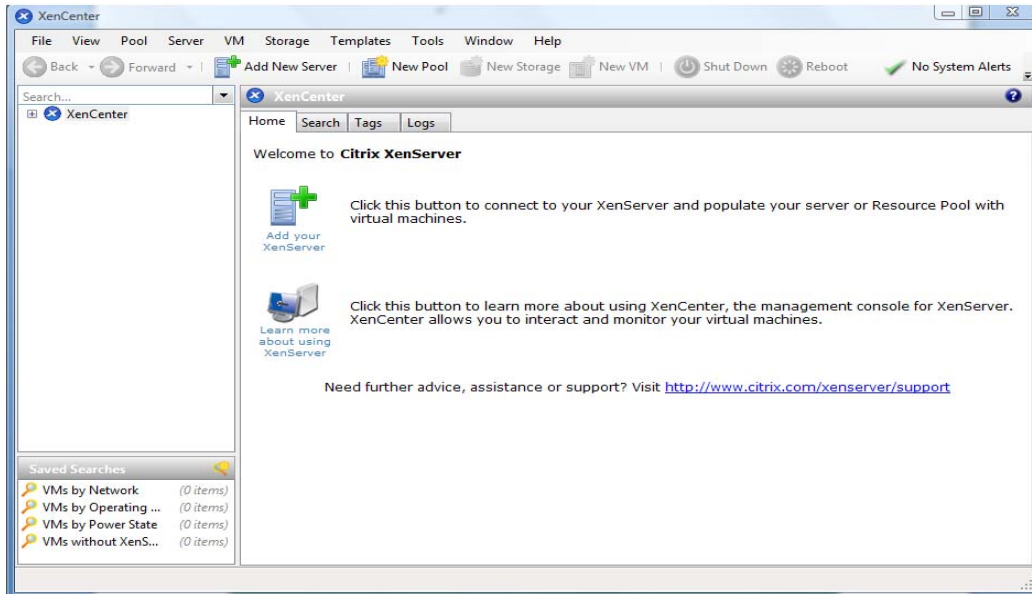 XenCenter
File View Pool Server VM Storage Templates Tools Window Help
Back Forward Add New Server New Pool New Storage New VM Shut Down Reboot No System Alerts
Search...
XenCenter
XenCenter
Home Search Tags Logs
Welcome to Citrix XenServer
Add your
XenServer
Click this button to connect to your XenServer and populate your server or Resource Pool with
virtual machines.
Learn more
about using
XenServer
Click this button to learn more about using XenCenter, the management console for XenServer.
XenCenter allows you to interact and monitor your virtual machines.
Need further advice, assistance or support? Visit http://www.citrix.com/xenserver/support
Saved Searches
VMs by Network (0 items)
VMs by Operating ... (0 items)
VMs by Power State (0 items)
VMs without XenS... (0 items)